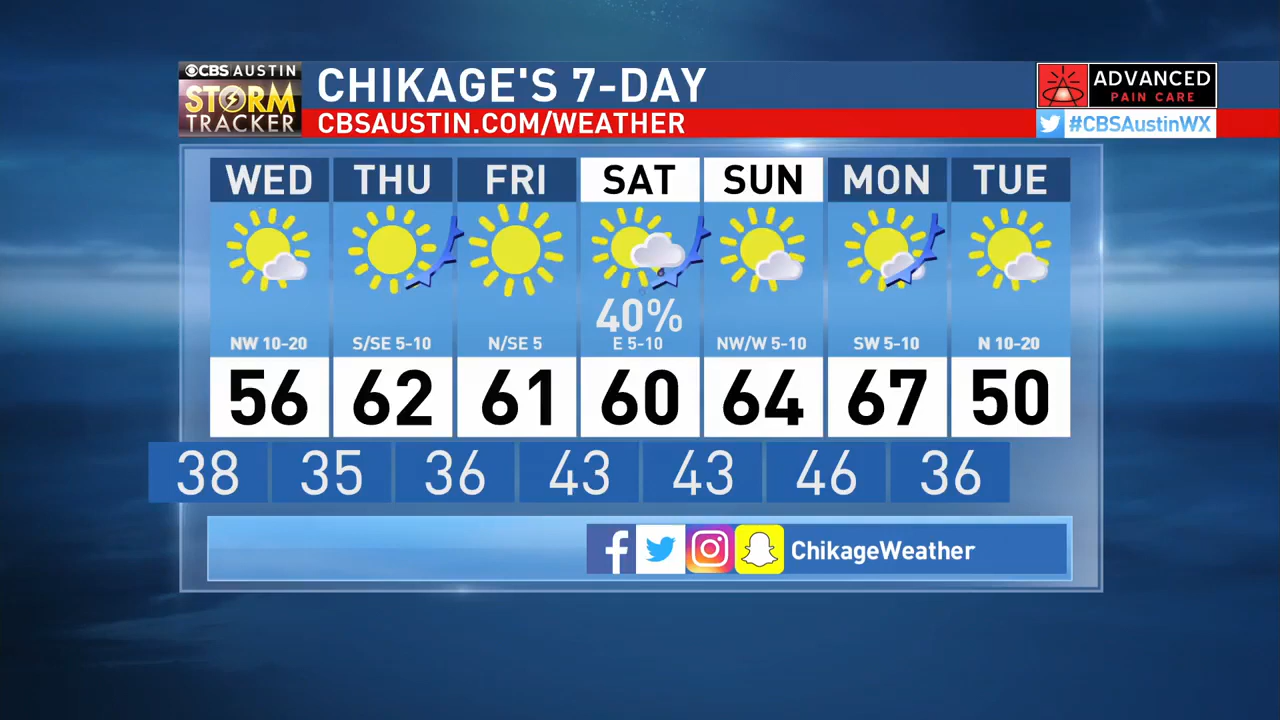 CBS AUSTIN
STORM
TRACKER
CHIKAGE'S 7-DAY
CBSAUSTIN.COM/WEATHER
ADVANCED
PAIN CARE
#CBSAustinWX
WED THU FRI SAT SUN MON TUE
40%
NW 10-20 S/SE 5-10 N/SE 5 E 5-10 NW/W 5-10 SW 5-10 N 10-20
56 62 61 60 64 67 50
38 35 36 43 43 46 36
ChikageWeather